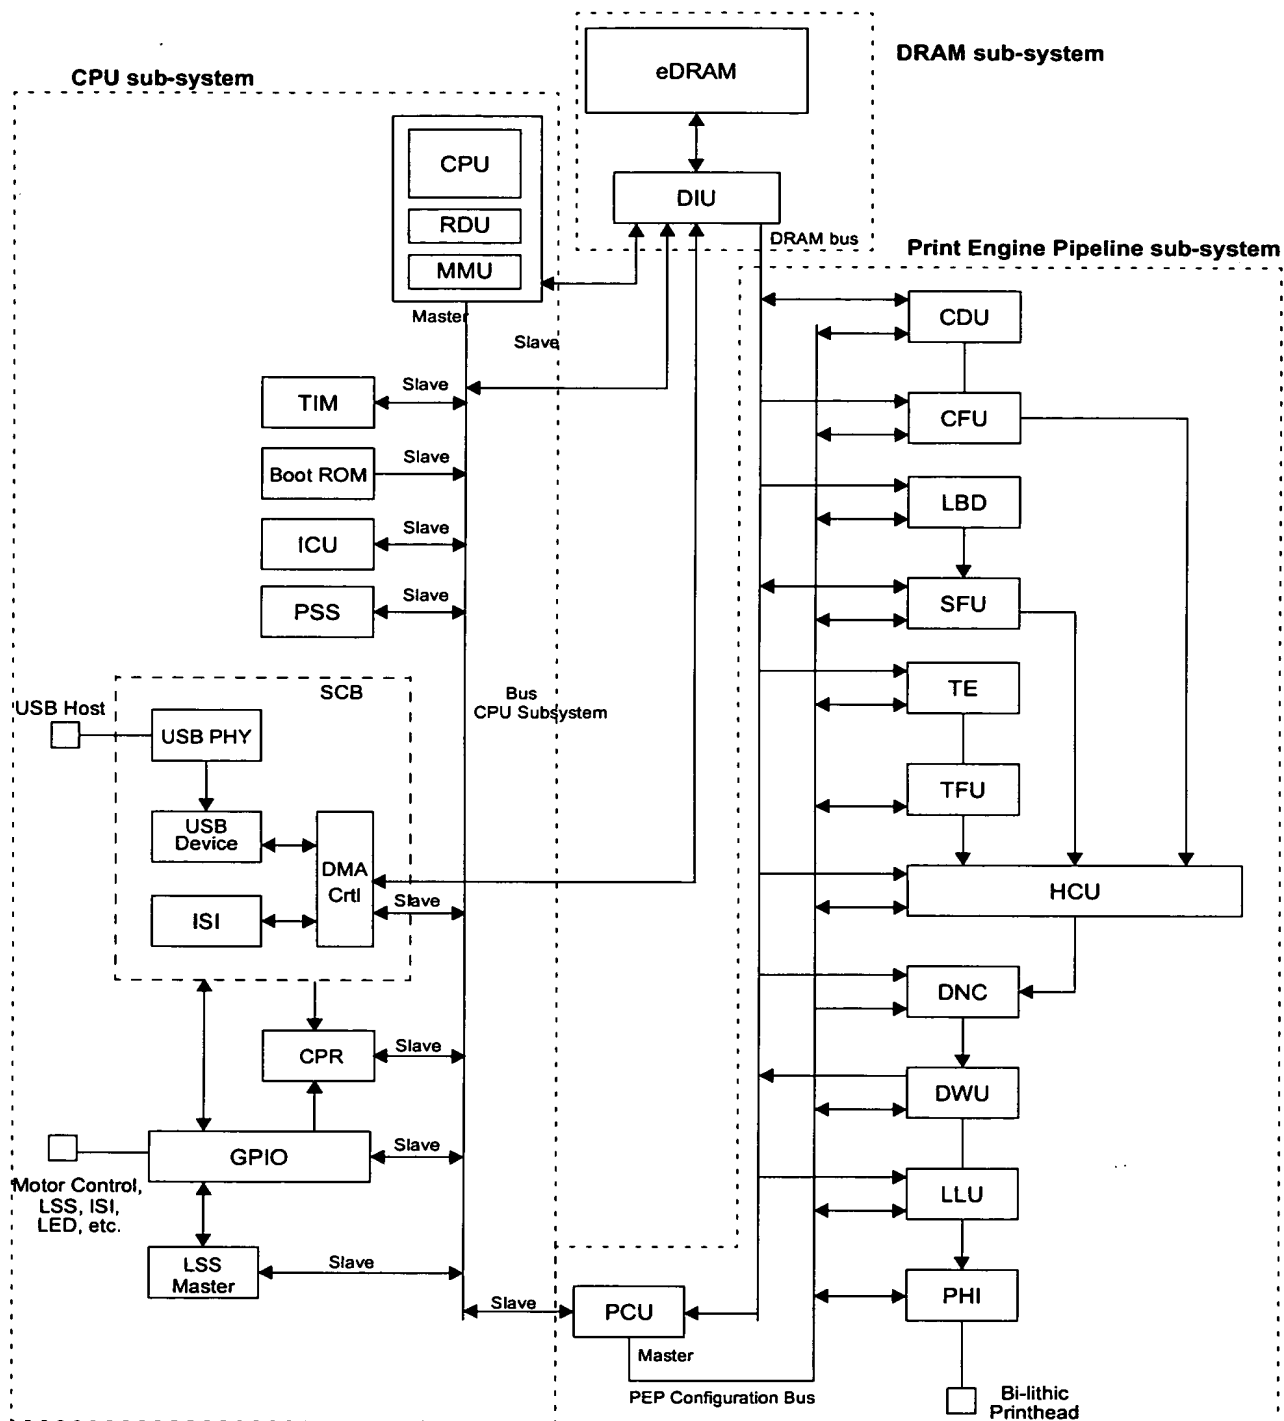 CPU sub-system
DRAM sub-system
eDRAM
DIU
DRAM bus
CPU
RDU
MMU
Master
Slave
Print Engine Pipeline sub-system
TIM
Slave
Boot ROM
Slave
ICU
Slave
PSS
Slave
SCB
Bus
CPU Subsystem
USB Host
USB PHY
USB
Device
DMA
Crtl
ISI
Slave
CPR
Slave
GPIO
Slave
Motor Control,
LSS, ISI,
LED, etc.
LSS
Master
Slave
Slave
PCU
Master
PEP Configuration Bus
CDU
CFU
LBD
SFU
TE
TFU
HCU
DNC
DWU
LLU
PHI
Bi-lithic
Printhead